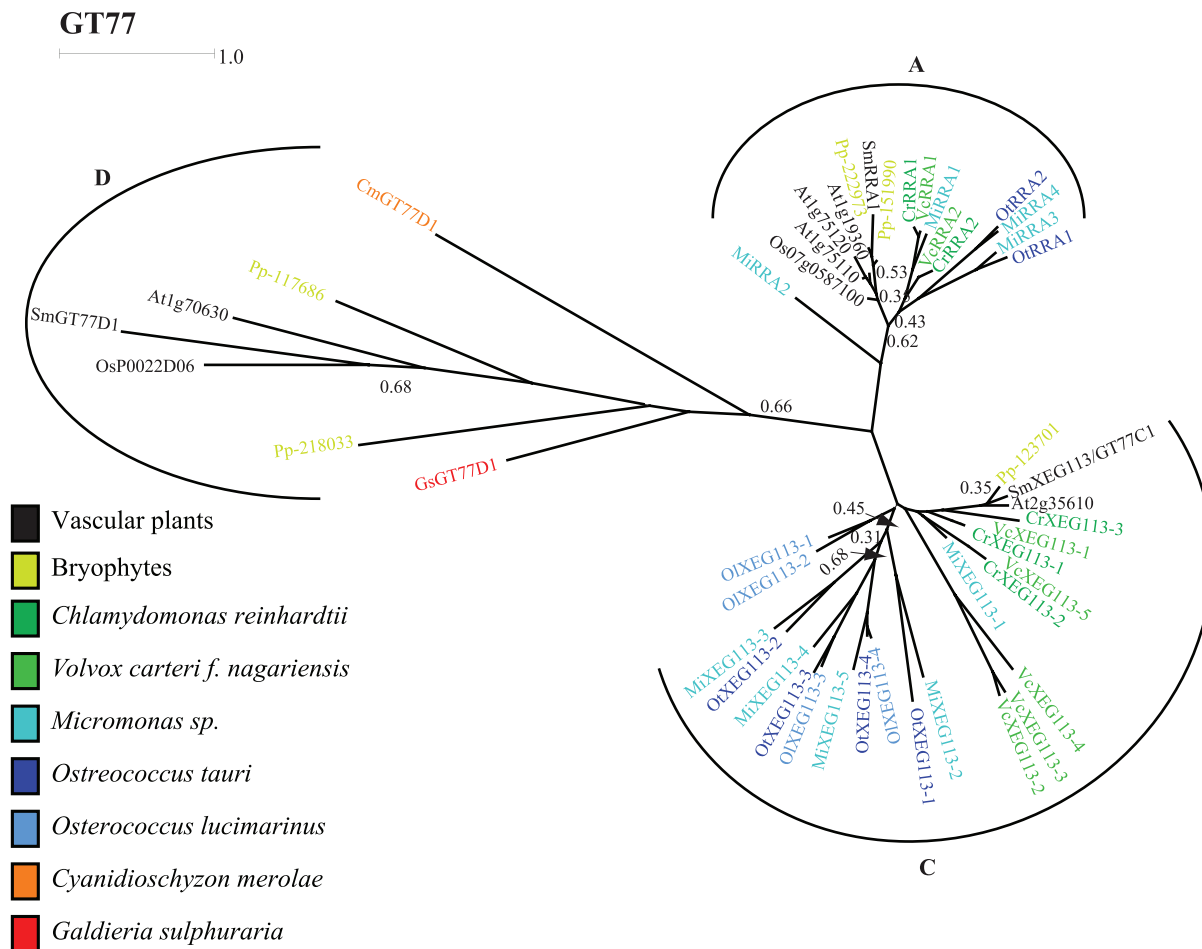 GT77
1.0
A
D
C
CmGT77D1
Pp-117686
At1g70630
SmGT77D1
OsP0022D06
0.68
0.66
Pp-218033
GsGT77D1
MiRRA2
Os07g0587100
At1g75110
At1g75120
At1g19360
Pp-222973
SmRRA1
Pp-151990
CrRRA1
VcRRA1
MiRRA1
VcRRA2
CrRRA2
OtRRA2
MiRRA4
MiRRA3
OtRRA1
0.53
0.43
0.62
Pp-123701
SmXEG113/GT77C1
0.35
At2g35610
CrXEG113-3
VcXEG113-1
CrXEG113-1
VcXEG113-5
CrXEG113-2
MiXEG113-1
0.45
0.31
0.68
OlXEG113-1
OlXEG113-2
MiXEG113-3
OtXEG113-2
MiXEG113-4
OtXEG113-3
OlXEG113-3
MiXEG113-5
OtXEG113-4
OlXEG113-4
OtXEG113-1
MiXEG113-2
VcXEG113-4
VcXEG113-3
VcXEG113-2
Vascular plants
Bryophytes
Chlamydomonas reinhardtii
Volvox carteri f. nagariensis
Micromonas sp.
Ostreococcus tauri
Osterococcus lucimarinus
Cyanidioschyzon merolae
Galdieria sulphuraria